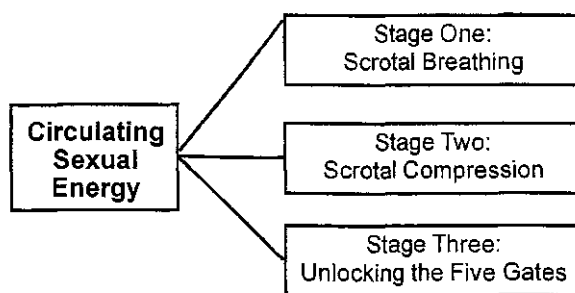 Circulating
Sexual
Energy
Stage One:
Scrotal Breathing
Stage Two:
Scrotal Compression
Stage Three:
Unlocking the Five Gates